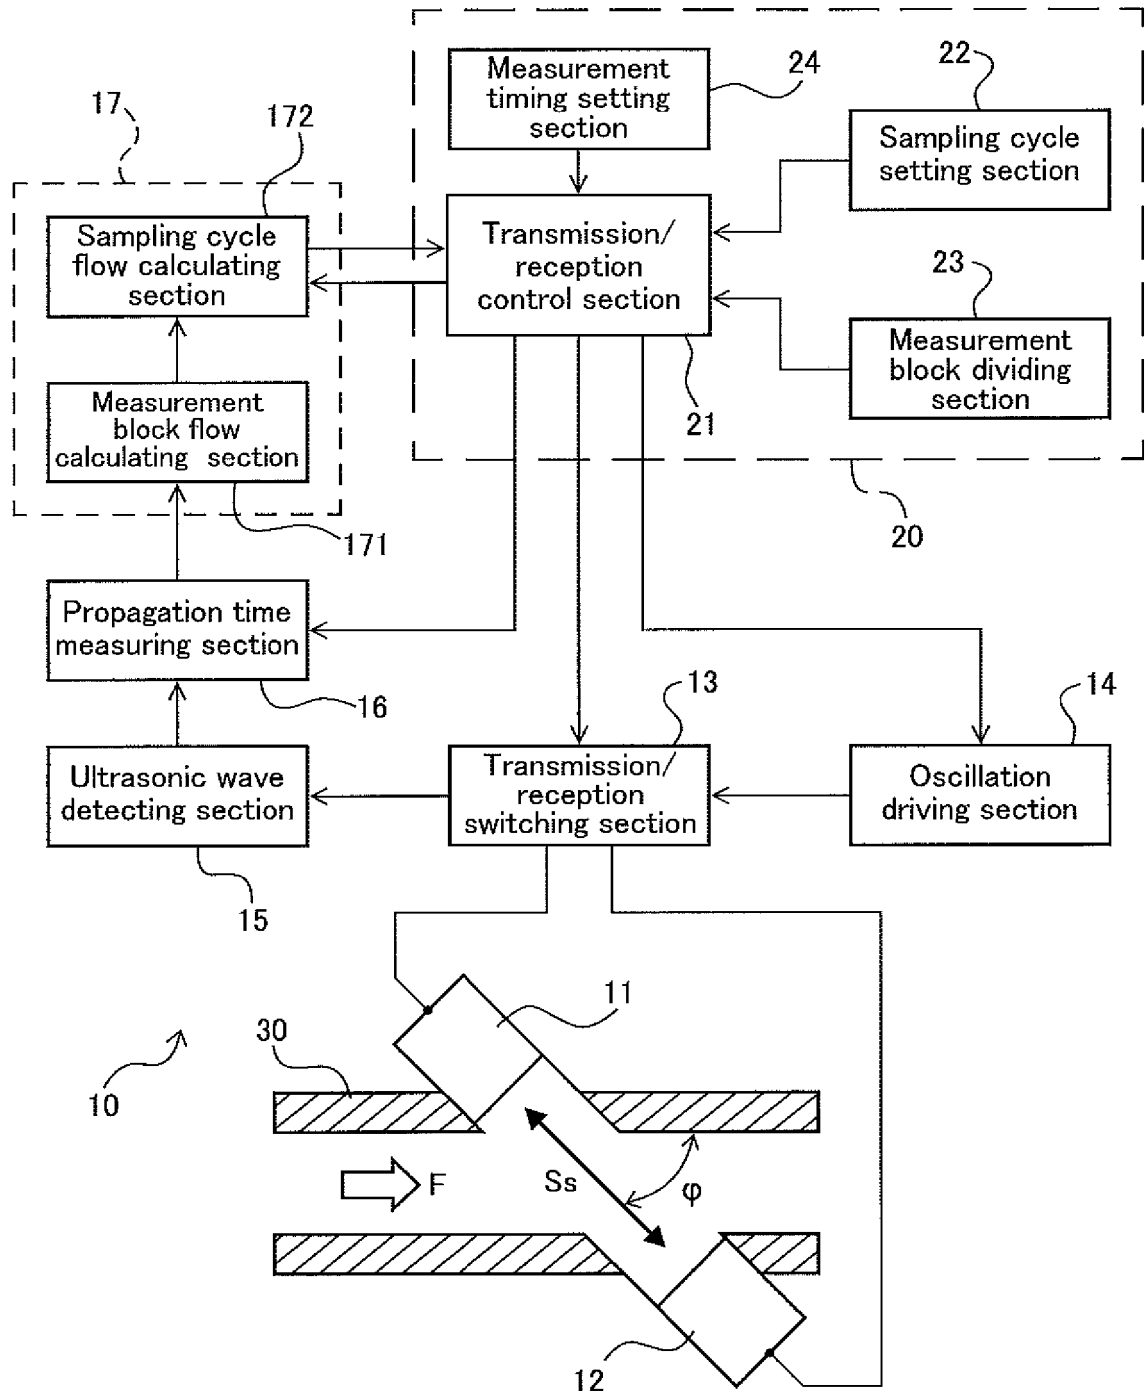 Measurement
timing setting
section
24
22
Sampling cycle
setting section
17
172
Sampling cycle
flow calculating
section
Transmission/
reception
control section
23
Measurement
block dividing
section
21
Measurement
block flow
calculating section
171
20
Propagation time
measuring section
16
13
14
Ultrasonic wave
detecting section
Transmission/
reception
switching section
Oscillation
driving section
15
11
30
10
F
Ss
φ
12